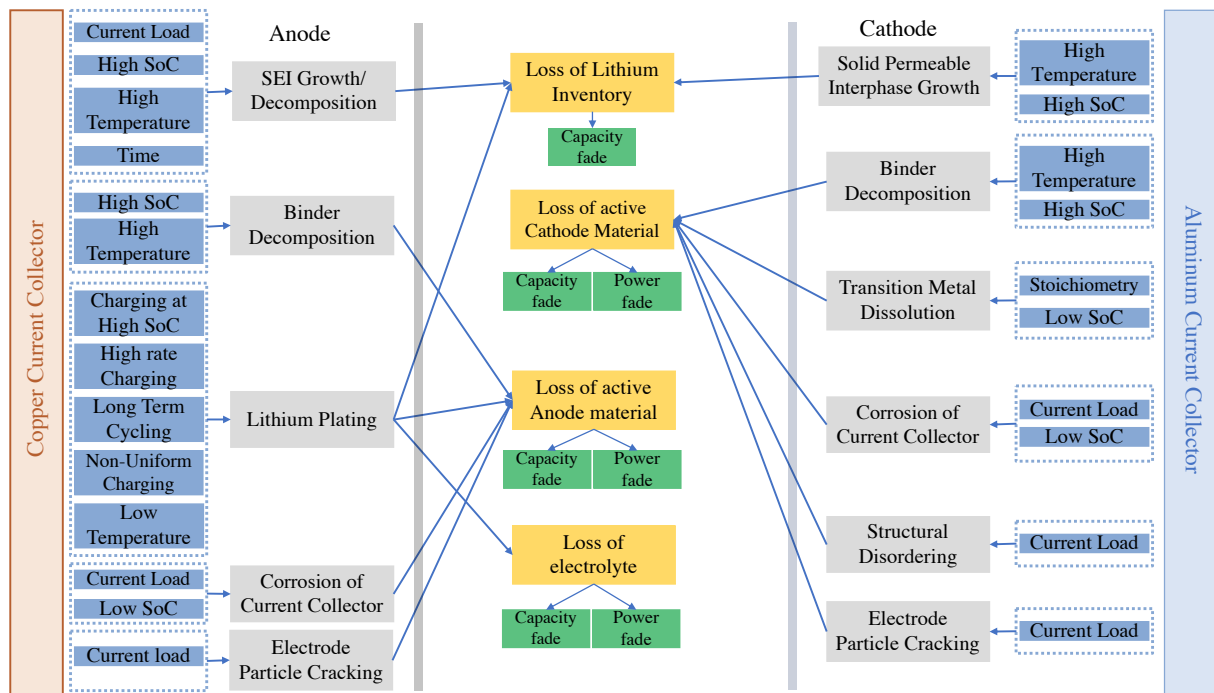 Copper Current Collector
Anode
Current Load
High SoC
High
Temperature
Time
SEI Growth/
Decomposition
High SoC
High
Temperature
Binder
Decomposition
Charging at
High SoC
High rate
Charging
Long Term
Cycling
Non-Uniform
Charging
Low
Temperature
Lithium Plating
Current Load
Low SoC
Corrosion of
Current Collector
Current load
Electrode
Particle Cracking
Loss of Lithium
Inventory
Capacity
fade
Loss of active
Cathode Material
Capacity
fade
Power
fade
Loss of active
Anode material
Capacity
fade
Power
fade
Loss of
electrolyte
Capacity
fade
Power
fade
Cathode
Solid Permeable
Interphase Growth
High
Temperature
High SoC
Binder
Decomposition
High
Temperature
High SoC
Transition Metal
Dissolution
Stoichiometry
Low SoC
Corrosion of
Current Collector
Current Load
Low SoC
Structural
Disordering
Current Load
Electrode
Particle Cracking
Current Load
Aluminum Current Collector